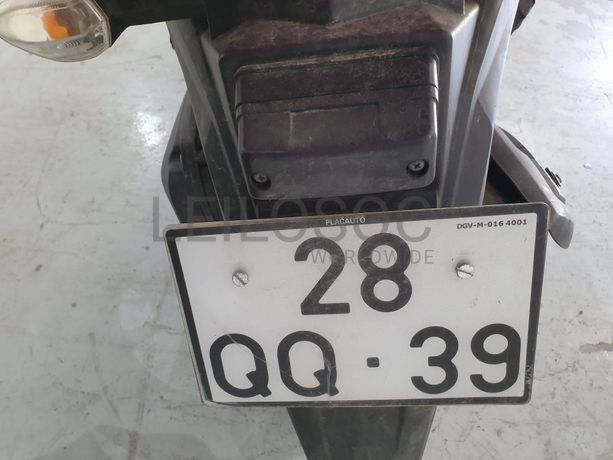 LEILOSOC
WORLDWIDE
PLACAUTO
DGV-M-016 4001
28
QQ·39